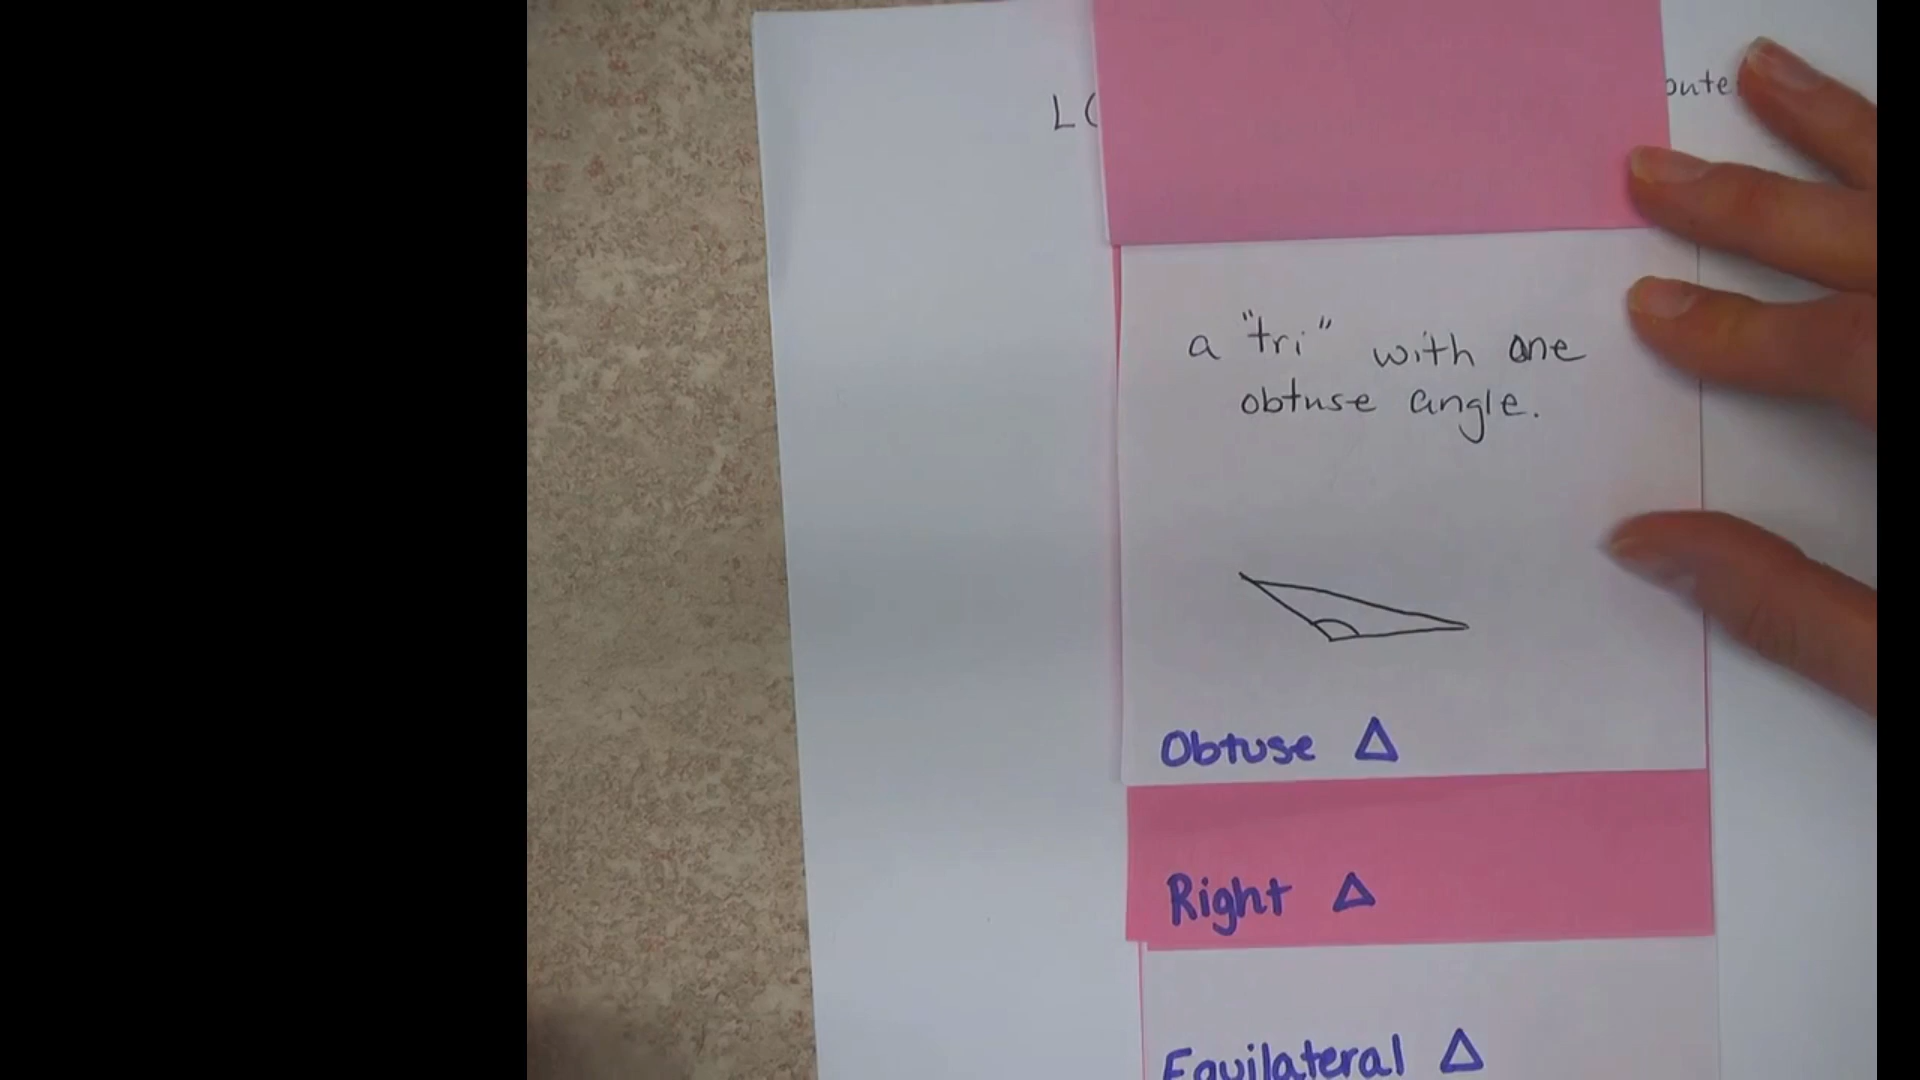 a "tri" with one
obtuse angle.
Obtuse Δ
Right Δ
Equilateral Δ